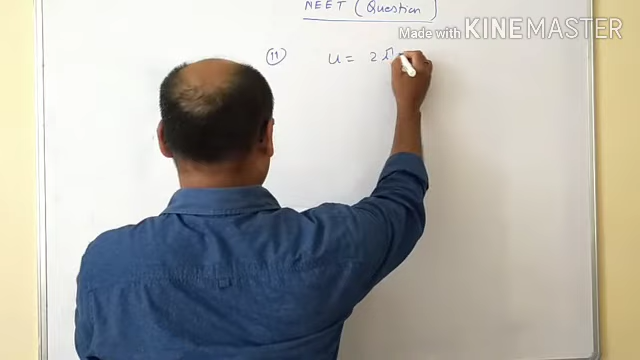 NEET (Question)
Made with KINEMASTER
(11) u = 2 î